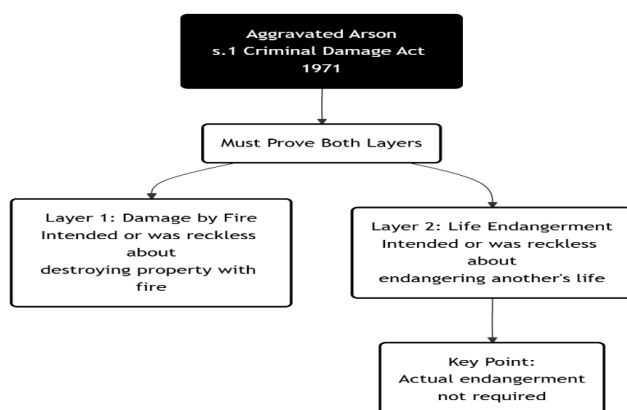 Aggravated Arson
s.1 Criminal Damage Act
1971
Must Prove Both Layers
Layer 1: Damage by Fire
Intended or was reckless
about
destroying property with
fire
Layer 2: Life Endangerment
Intended or was reckless
about
endangering another's life
Key Point:
Actual endangerment
not required